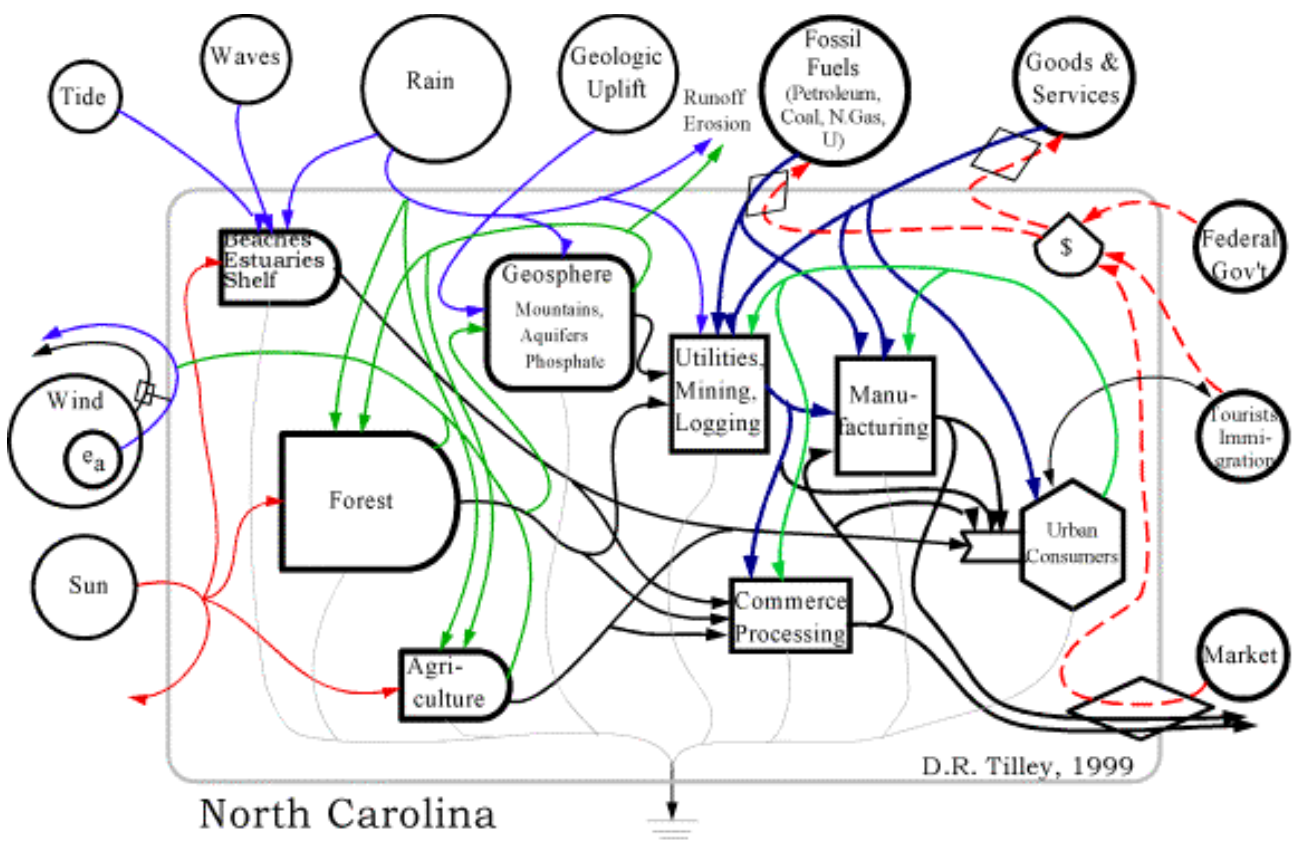 Tide
Waves
Rain
Geologic
Uplift
Runoff
Erosion
Fossil
Fuels
(Petroleum,
Coal, N.Gas,
U)
Goods &
Services
Beaches
Estuaries
Shelf
Geosphere
Mountains,
Aquifers
Phosphate
$
Federal
Gov't
Wind
ea
Utilities,
Mining,
Logging
Manu-
facturing
Tourists
Immi-
gration
Forest
Urban
Consumers
Sun
Commerce
Processing
Agri-
culture
Market
D.R. Tilley, 1999
North Carolina